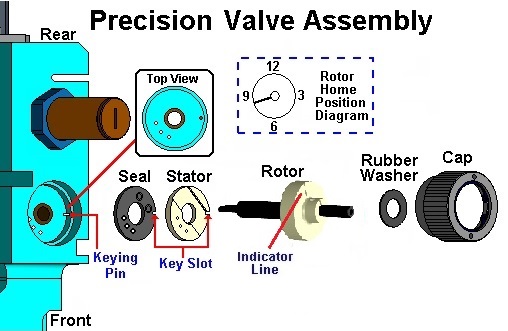 Precision Valve Assembly
Rear
Top View
12
9
3
6
Rotor
Home
Position
Diagram
Seal
Stator
Rotor
Rubber
Washer
Cap
Keying
Pin
Key Slot
Indicator
Line
Front